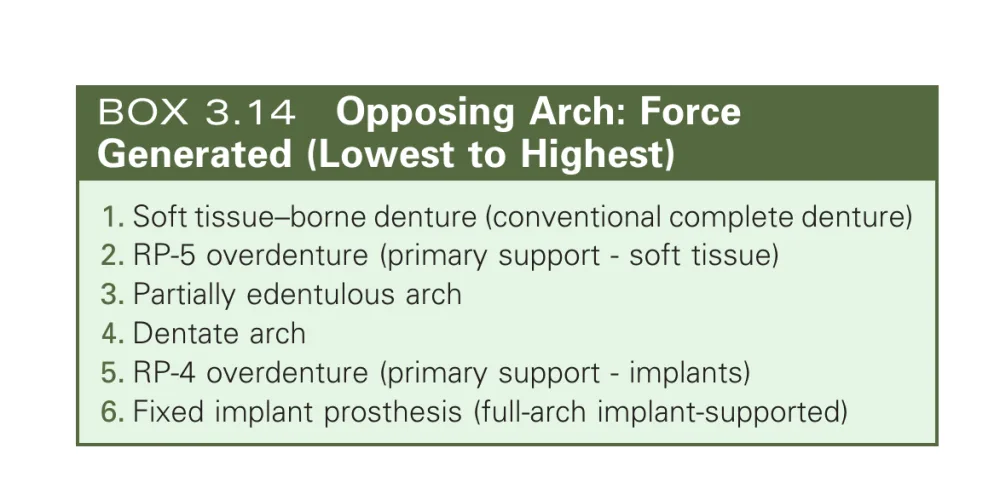 BOX 3.14 Opposing Arch: Force
Generated (Lowest to Highest)
1. Soft tissue–borne denture (conventional complete denture)
2. RP-5 overdenture (primary support - soft tissue)
3. Partially edentulous arch
4. Dentate arch
5. RP-4 overdenture (primary support - implants)
6. Fixed implant prosthesis (full-arch implant-supported)